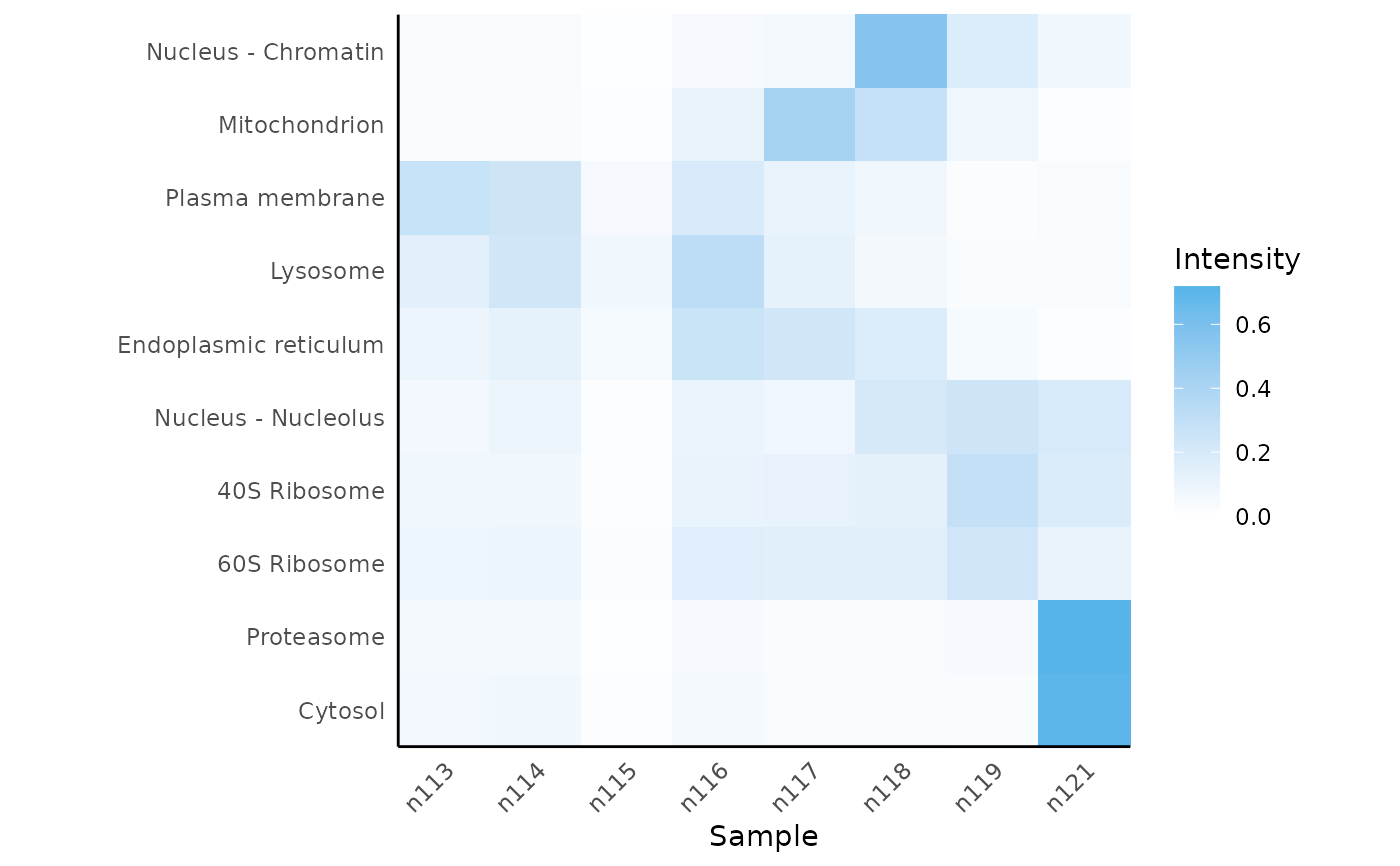 Nucleus - Chromatin
Mitochondrion
Plasma membrane
Lysosome
Endoplasmic reticulum
Nucleus - Nucleolus
40S Ribosome
60S Ribosome
Proteasome
Cytosol
n113
n114
n115
n116
n117
n118
n119
n121
Sample
Intensity
0.6
0.4
0.2
0.0